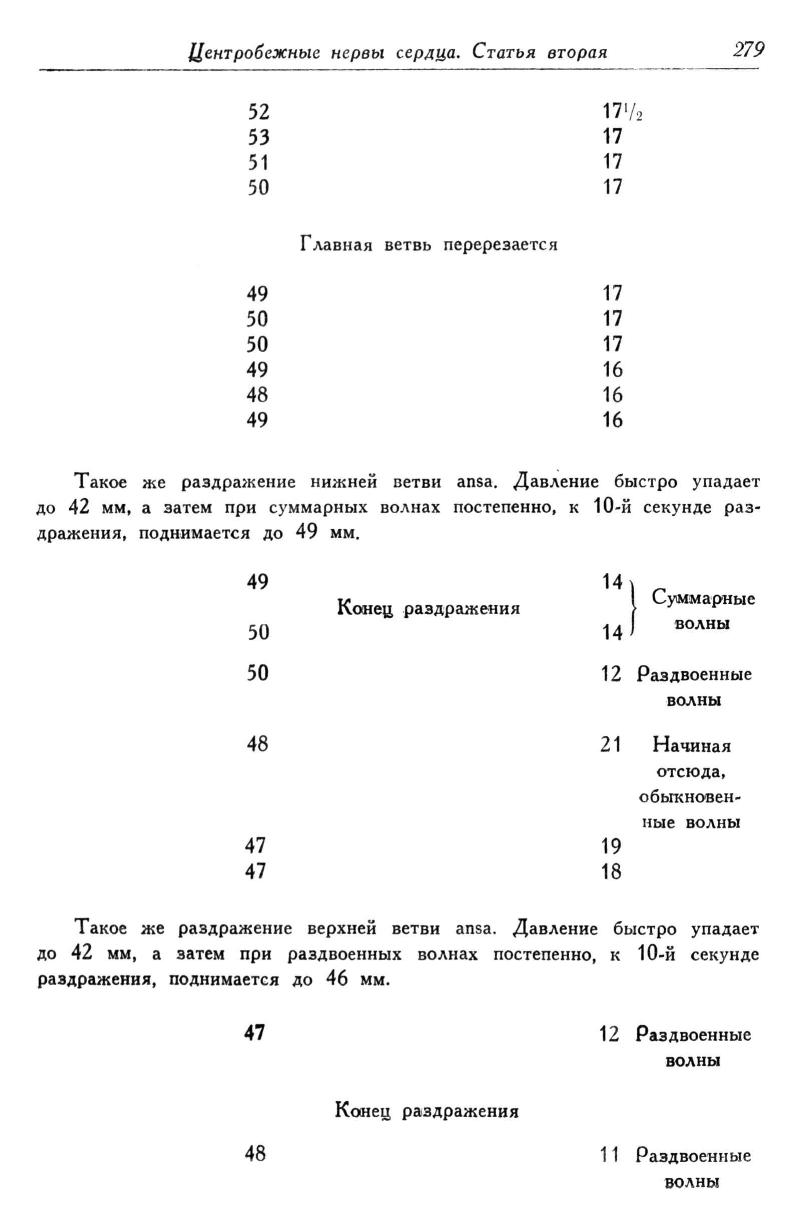 Центробежные нервы сердца. Статья вторая 279
52 17 1/2
53 17
51 17
50 17
Главная ветвь перерезается
49 17
50 17
50 17
49 16
48 16
49 16
Такое же раздражение нижней ветви ansa. Давление быстро упадает
до 42 мм, а затем при суммарных волнах постепенно, к 10-й секунде раз-
дражения, поднимается до 49 мм.
49 14 } Суммарные
Конец раздражения
50 14 волны
50 12 Раздвоенные
волны
48 21 Начиная
отсюда,
обыкновен-
ные волны
47 19
47 18
Такое же раздражение верхней ветви ansa. Давление быстро упадает
до 42 мм, а затем при раздвоенных волнах постепенно, к 10-й секунде
раздражения, поднимается до 46 мм.
47 12 Раздвоенные
волны
Конец раздражения
48 11 Раздвоенные
волны